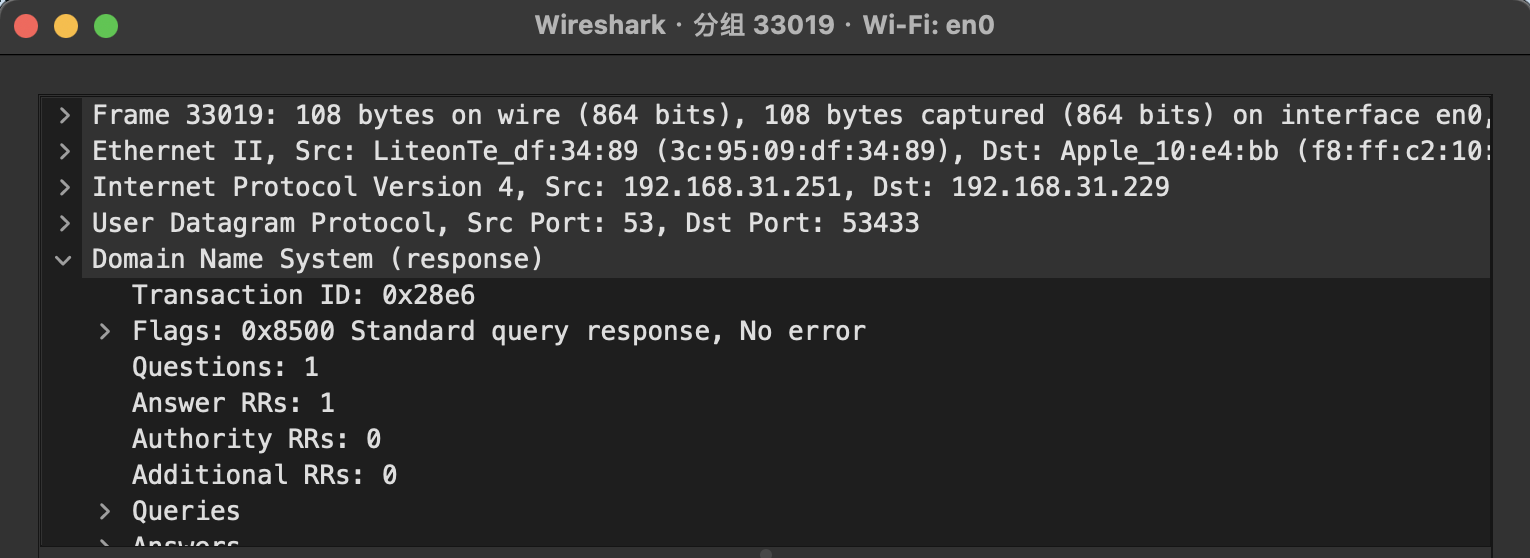 Wireshark · 分组 33019 · Wi-Fi: en0
Frame 33019: 108 bytes on wire (864 bits), 108 bytes captured (864 bits) on interface en0,
Ethernet II, Src: LiteonTe_df:34:89 (3c:95:09:df:34:89), Dst: Apple_10:e4:bb (f8:ff:c2:10:
Internet Protocol Version 4, Src: 192.168.31.251, Dst: 192.168.31.229
User Datagram Protocol, Src Port: 53, Dst Port: 53433
Domain Name System (response)
Transaction ID: 0x28e6
Flags: 0x8500 Standard query response, No error
Questions: 1
Answer RRs: 1
Authority RRs: 0
Additional RRs: 0
Queries
Answers